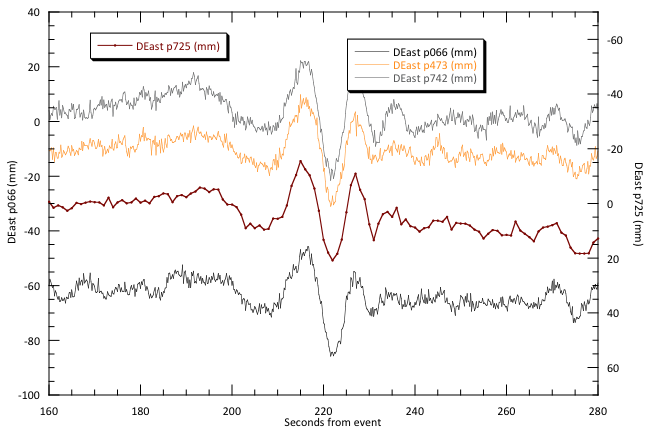 DEast p725 (mm)
DEast p066 (mm)
DEast p473 (mm)
DEast p742 (mm)
40
20
0
-20
-40
-60
-80
-100
DEast p066 (mm)
-60
-40
-20
0
20
40
60
DEast p725 (mm)
160 180 200 220 240 260 280
Seconds from event